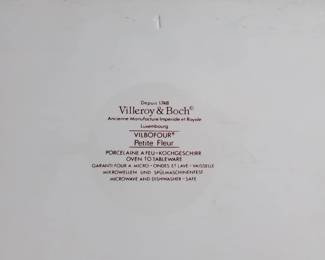 Depuis 1748
Villeroy & Boch©
Ancienne Manufacture Impériale et Royale
Luxembourg
VILBOFOUR®
Petite Fleur
PORCELAINE A FEU - KOCHGESCHIRR
OVEN TO TABLEWARE
GARANTI FOUR A MICRO - ONDES ET LAVE - VAISSELLE
MIKROWELLEN UND SPÜLMASCHINENFEST
MICROWAVE AND DISHWASHER - SAFE